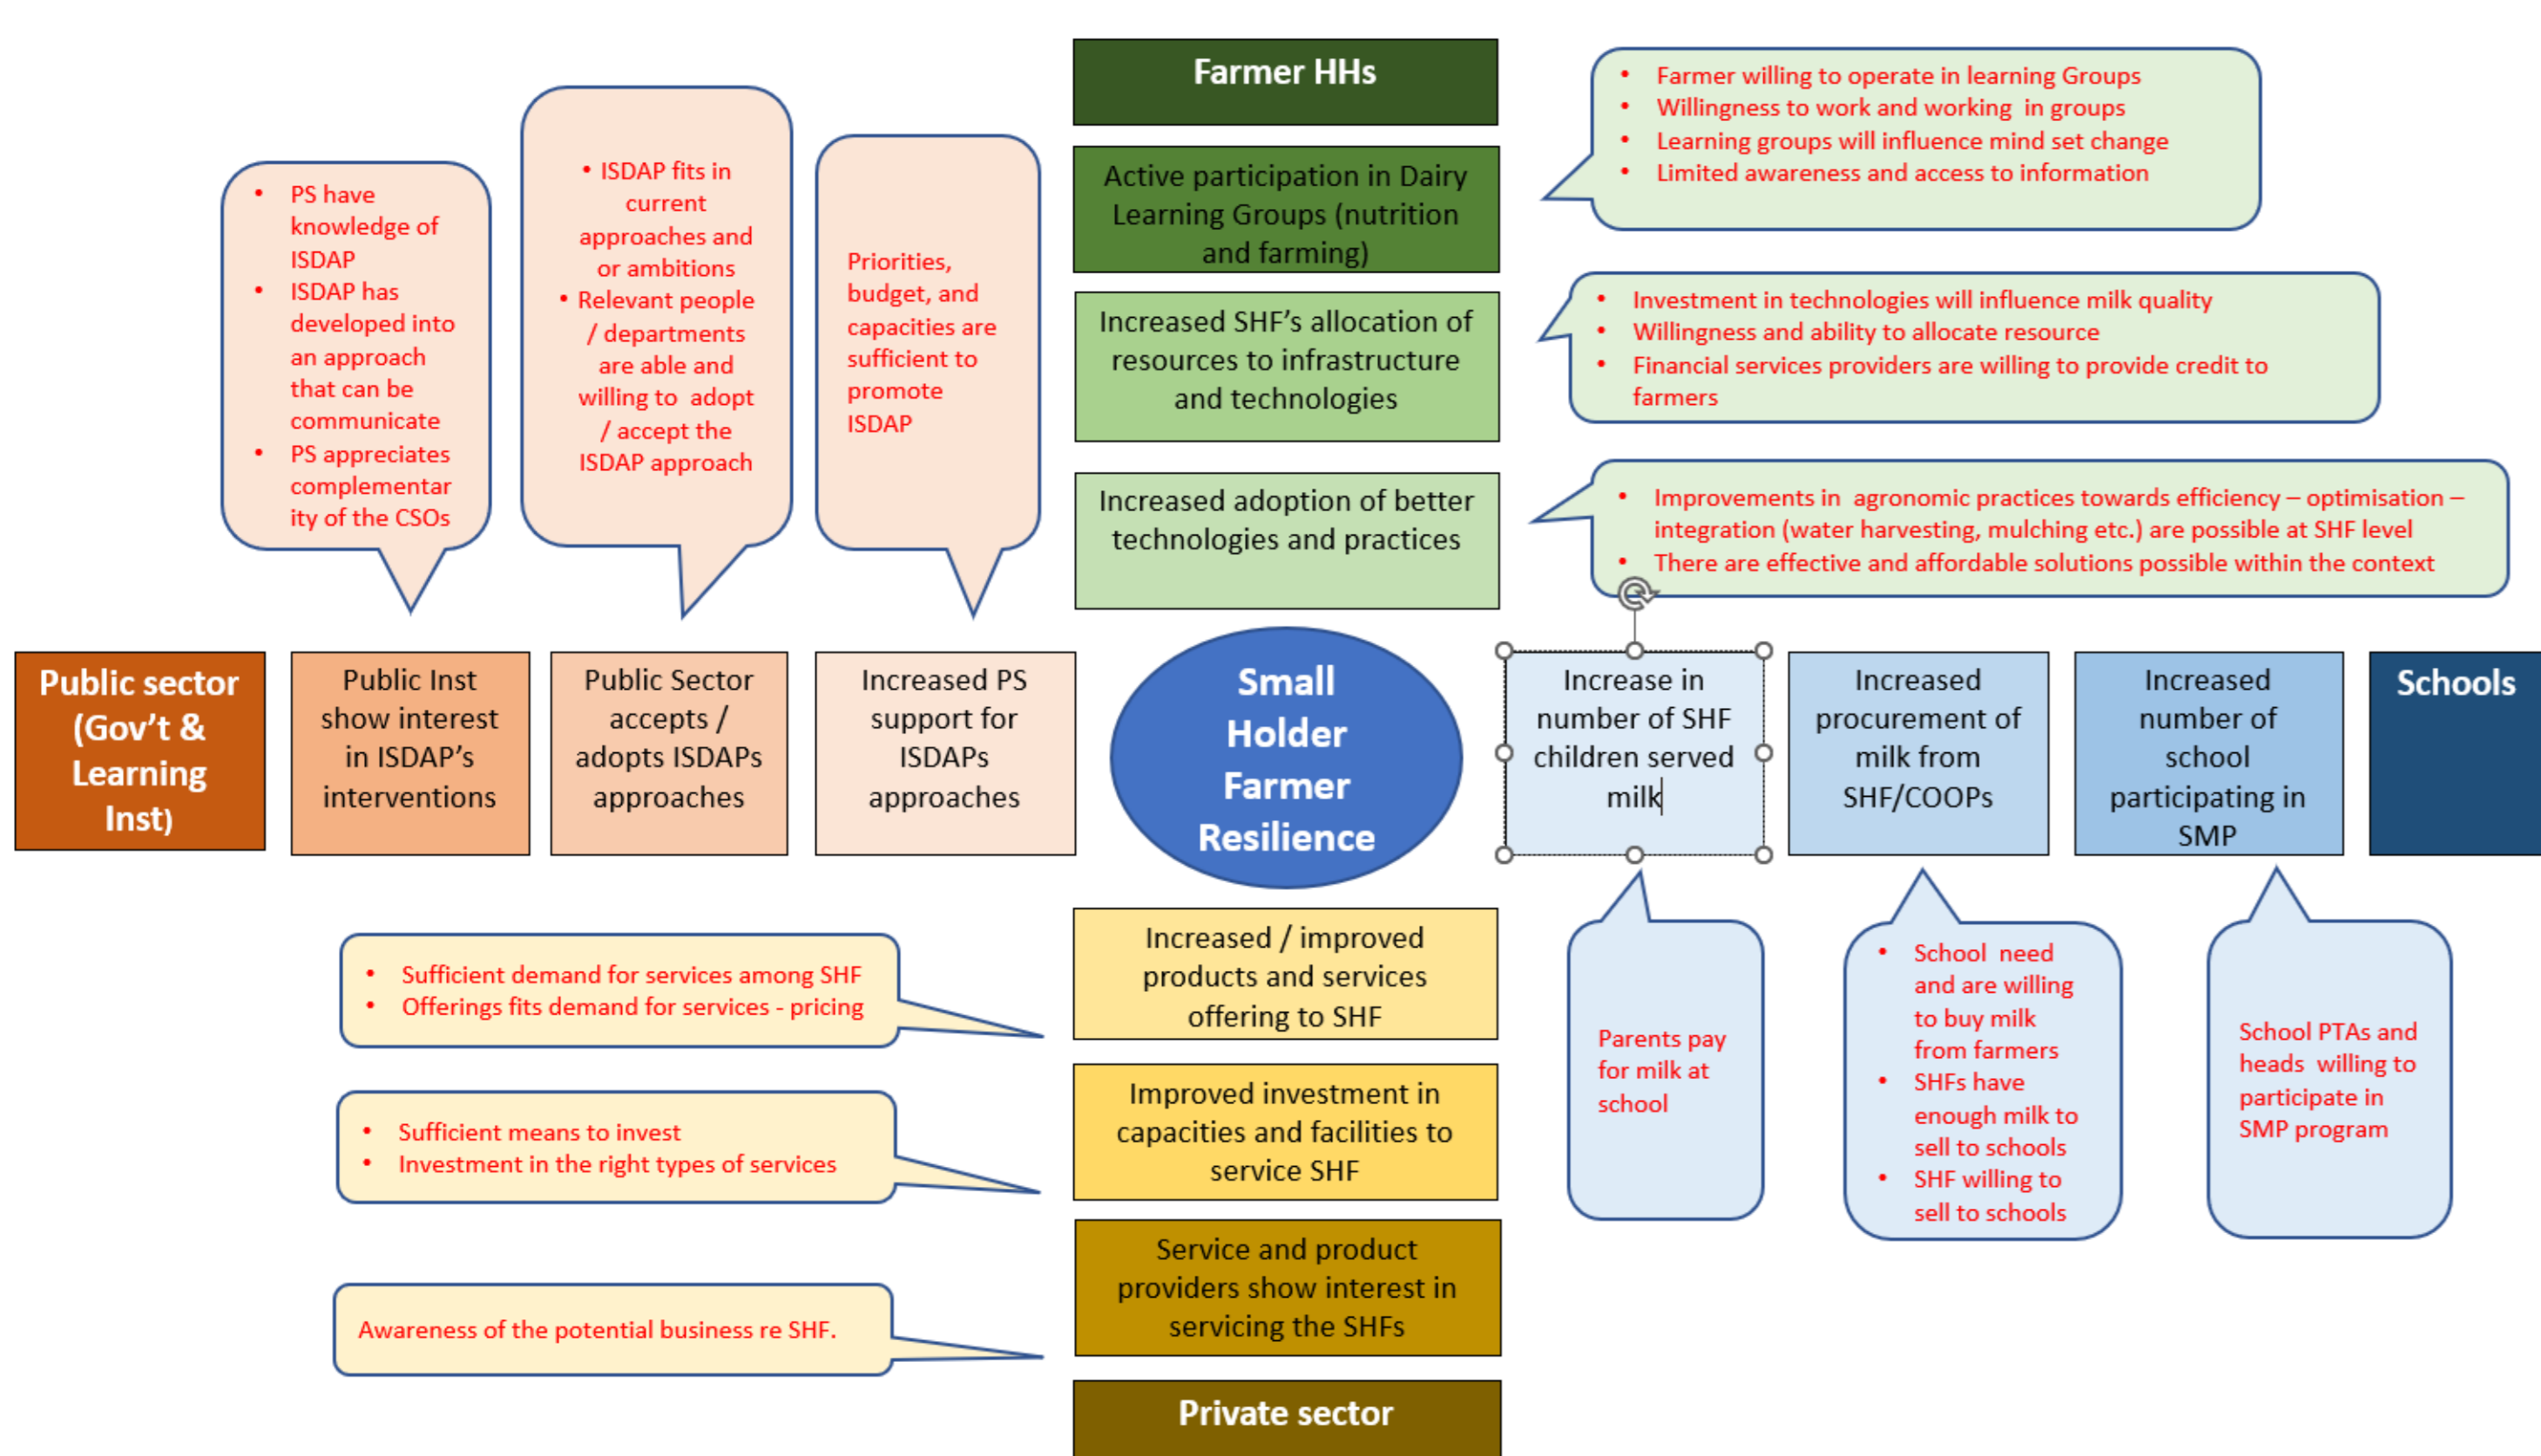 Farmer HHs
• Farmer willing to operate in learning Groups
• Willingness to work and working in groups
• Learning groups will influence mind set change
• Limited awareness and access to information
Active participation in Dairy
Learning Groups (nutrition
and farming)
• PS have
knowledge of
ISDAP
• ISDAP has
developed into
an approach
that can be
communicate
• PS appreciates
complementar
ity of the CSOs
• ISDAP fits in
current
approaches and
or ambitions
• Relevant people
/ departments
are able and
willing to adopt
/ accept the
ISDAP approach
Priorities,
budget, and
capacities are
sufficient to
promote
ISDAP
Increased SHF's allocation of
resources to infrastructure
and technologies
• Investment in technologies will influence milk quality
• Willingness and ability to allocate resource
• Financial services providers are willing to provide credit to
farmers
Increased adoption of better
technologies and practices
• Improvements in agronomic practices towards efficiency – optimisation –
integration (water harvesting, mulching etc.) are possible at SHF level
• There are effective and affordable solutions possible within the context
Public sector
(Gov't &
Learning
Inst)
Public Inst
show interest
in ISDAP's
interventions
Public Sector
accepts /
adopts ISDAPs
approaches
Increased PS
support for
ISDAPs
approaches
Small
Holder
Farmer
Resilience
Increase in
number of SHF
children served
milk
Increased
procurement of
milk from
SHF/COOPs
Increased
number of
school
participating in
SMP
Schools
• Sufficient demand for services among SHF
• Offerings fits demand for services - pricing
Increased / improved
products and services
offering to SHF
Parents pay
for milk at
school
• School need
and are willing
to buy milk
from farmers
• SHFs have
enough milk to
sell to schools
• SHF willing to
sell to schools
School PTAs and
heads willing to
participate in
SMP program
• Sufficient means to invest
• Investment in the right types of services
Improved investment in
capacities and facilities to
service SHF
Awareness of the potential business re SHF.
Service and product
providers show interest in
servicing the SHFs
Private sector